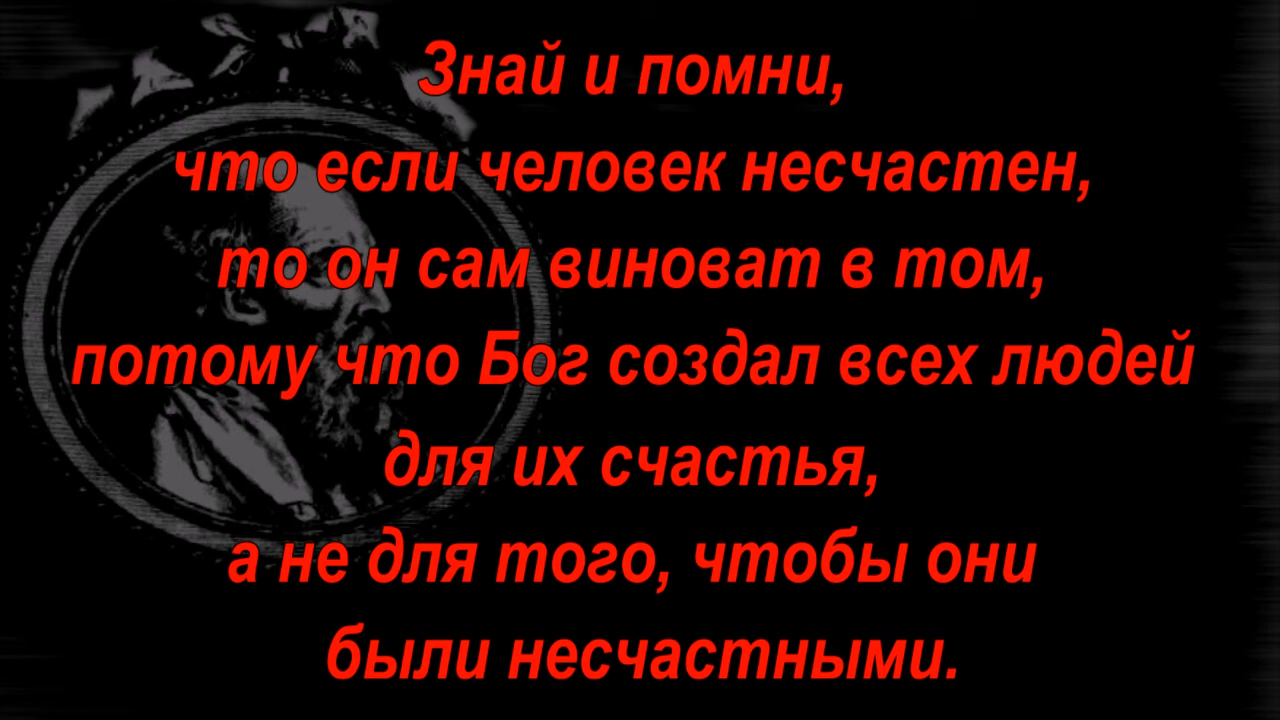 Знай и помни,
что если человек несчастен,
то он сам виноват в том,
потому что Бог создал всех людей
для их счастья,
а не для того, чтобы они
были несчастными.